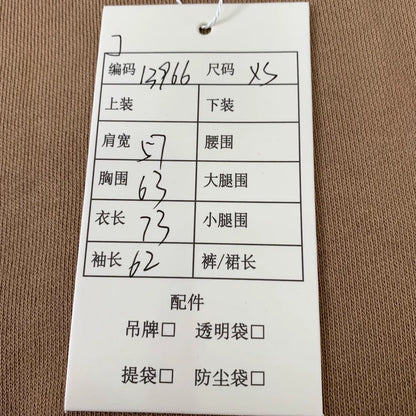 编码 13966 尺码 XS
上装 下装
肩宽 57 腰围
胸围 63 大腿围
衣长 73 小腿围
袖长 62 裤/裙长
配件
吊牌□ 透明袋□
提袋□ 防尘袋□